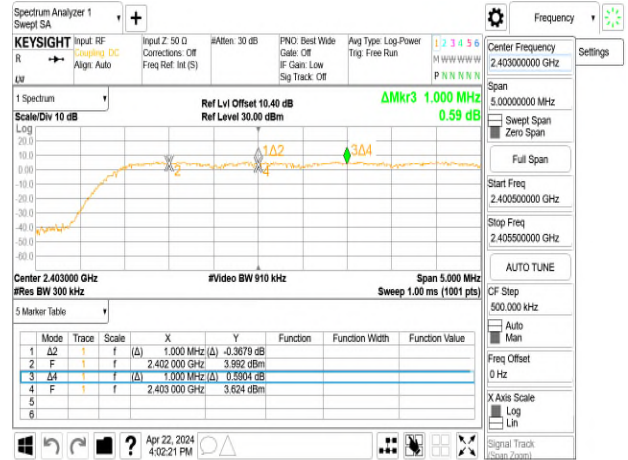 Spectrum Analyzer 1
Swept SA
+
Frequency
KEYSIGHT
R
Input: RF
Coupling: DC
Align: Auto
Input Z: 50 Ω
Corrections: Off
Freq Ref: Int (S)
#Atten: 30 dB
PNO: Best Wide
Gate: Off
IF Gain: Low
Sig Track: Off
Avg Type: Log-Power
Trig: Free Run
1 2 3 4 5 6
M W W W W W
P N N N N N
1 Spectrum
Scale/Div 10 dB
Ref Lvl Offset 10.40 dB
Ref Level 30.00 dBm
ΔMkr3 1.000 MHz
0.59 dB
Log
20.0
10.0
0.00
-10.0
-20.0
-30.0
-40.0
-50.0
-60.0
2
1Δ2
4
3Δ4
Center 2.403000 GHz
#Res BW 300 kHz
#Video BW 910 kHz
Span 5.000 MHz
Sweep 1.00 ms (1001 pts)
5 Marker Table
Mode Trace Scale X Y Function Function Width Function Value
1 Δ2 1 f (Δ) 1.000 MHz (Δ) -0.3679 dB
2 F 1 f 2.402 000 GHz 3.992 dBm
3 Δ4 1 f (Δ) 1.000 MHz (Δ) 0.5904 dB
4 F 1 f 2.403 000 GHz 3.624 dBm
5
6
?
Apr 22, 2024
4:02:21 PM
Center Frequency
2.403000000 GHz
Settings
Span
5.00000000 MHz
Swept Span
Zero Span
Full Span
Start Freq
2.400500000 GHz
Stop Freq
2.405500000 GHz
AUTO TUNE
CF Step
500.000 kHz
Auto
Man
Freq Offset
0 Hz
X Axis Scale
Log
Lin
Signal Track
(Span Zoom)